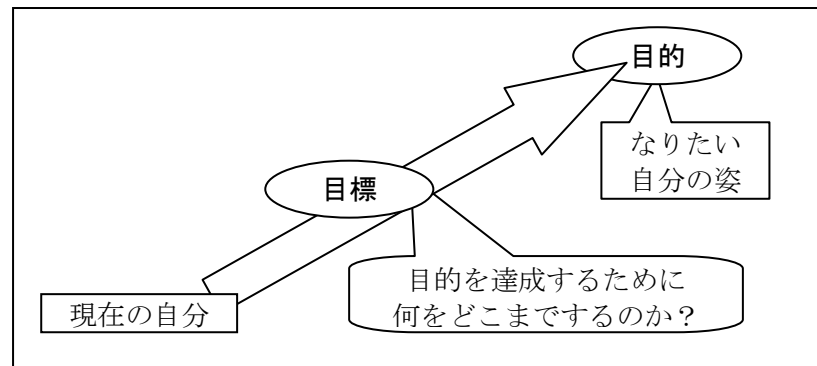 目的
なりたい
自分の姿
目標
目的を達成するために
何をどこまでするのか？
現在の自分